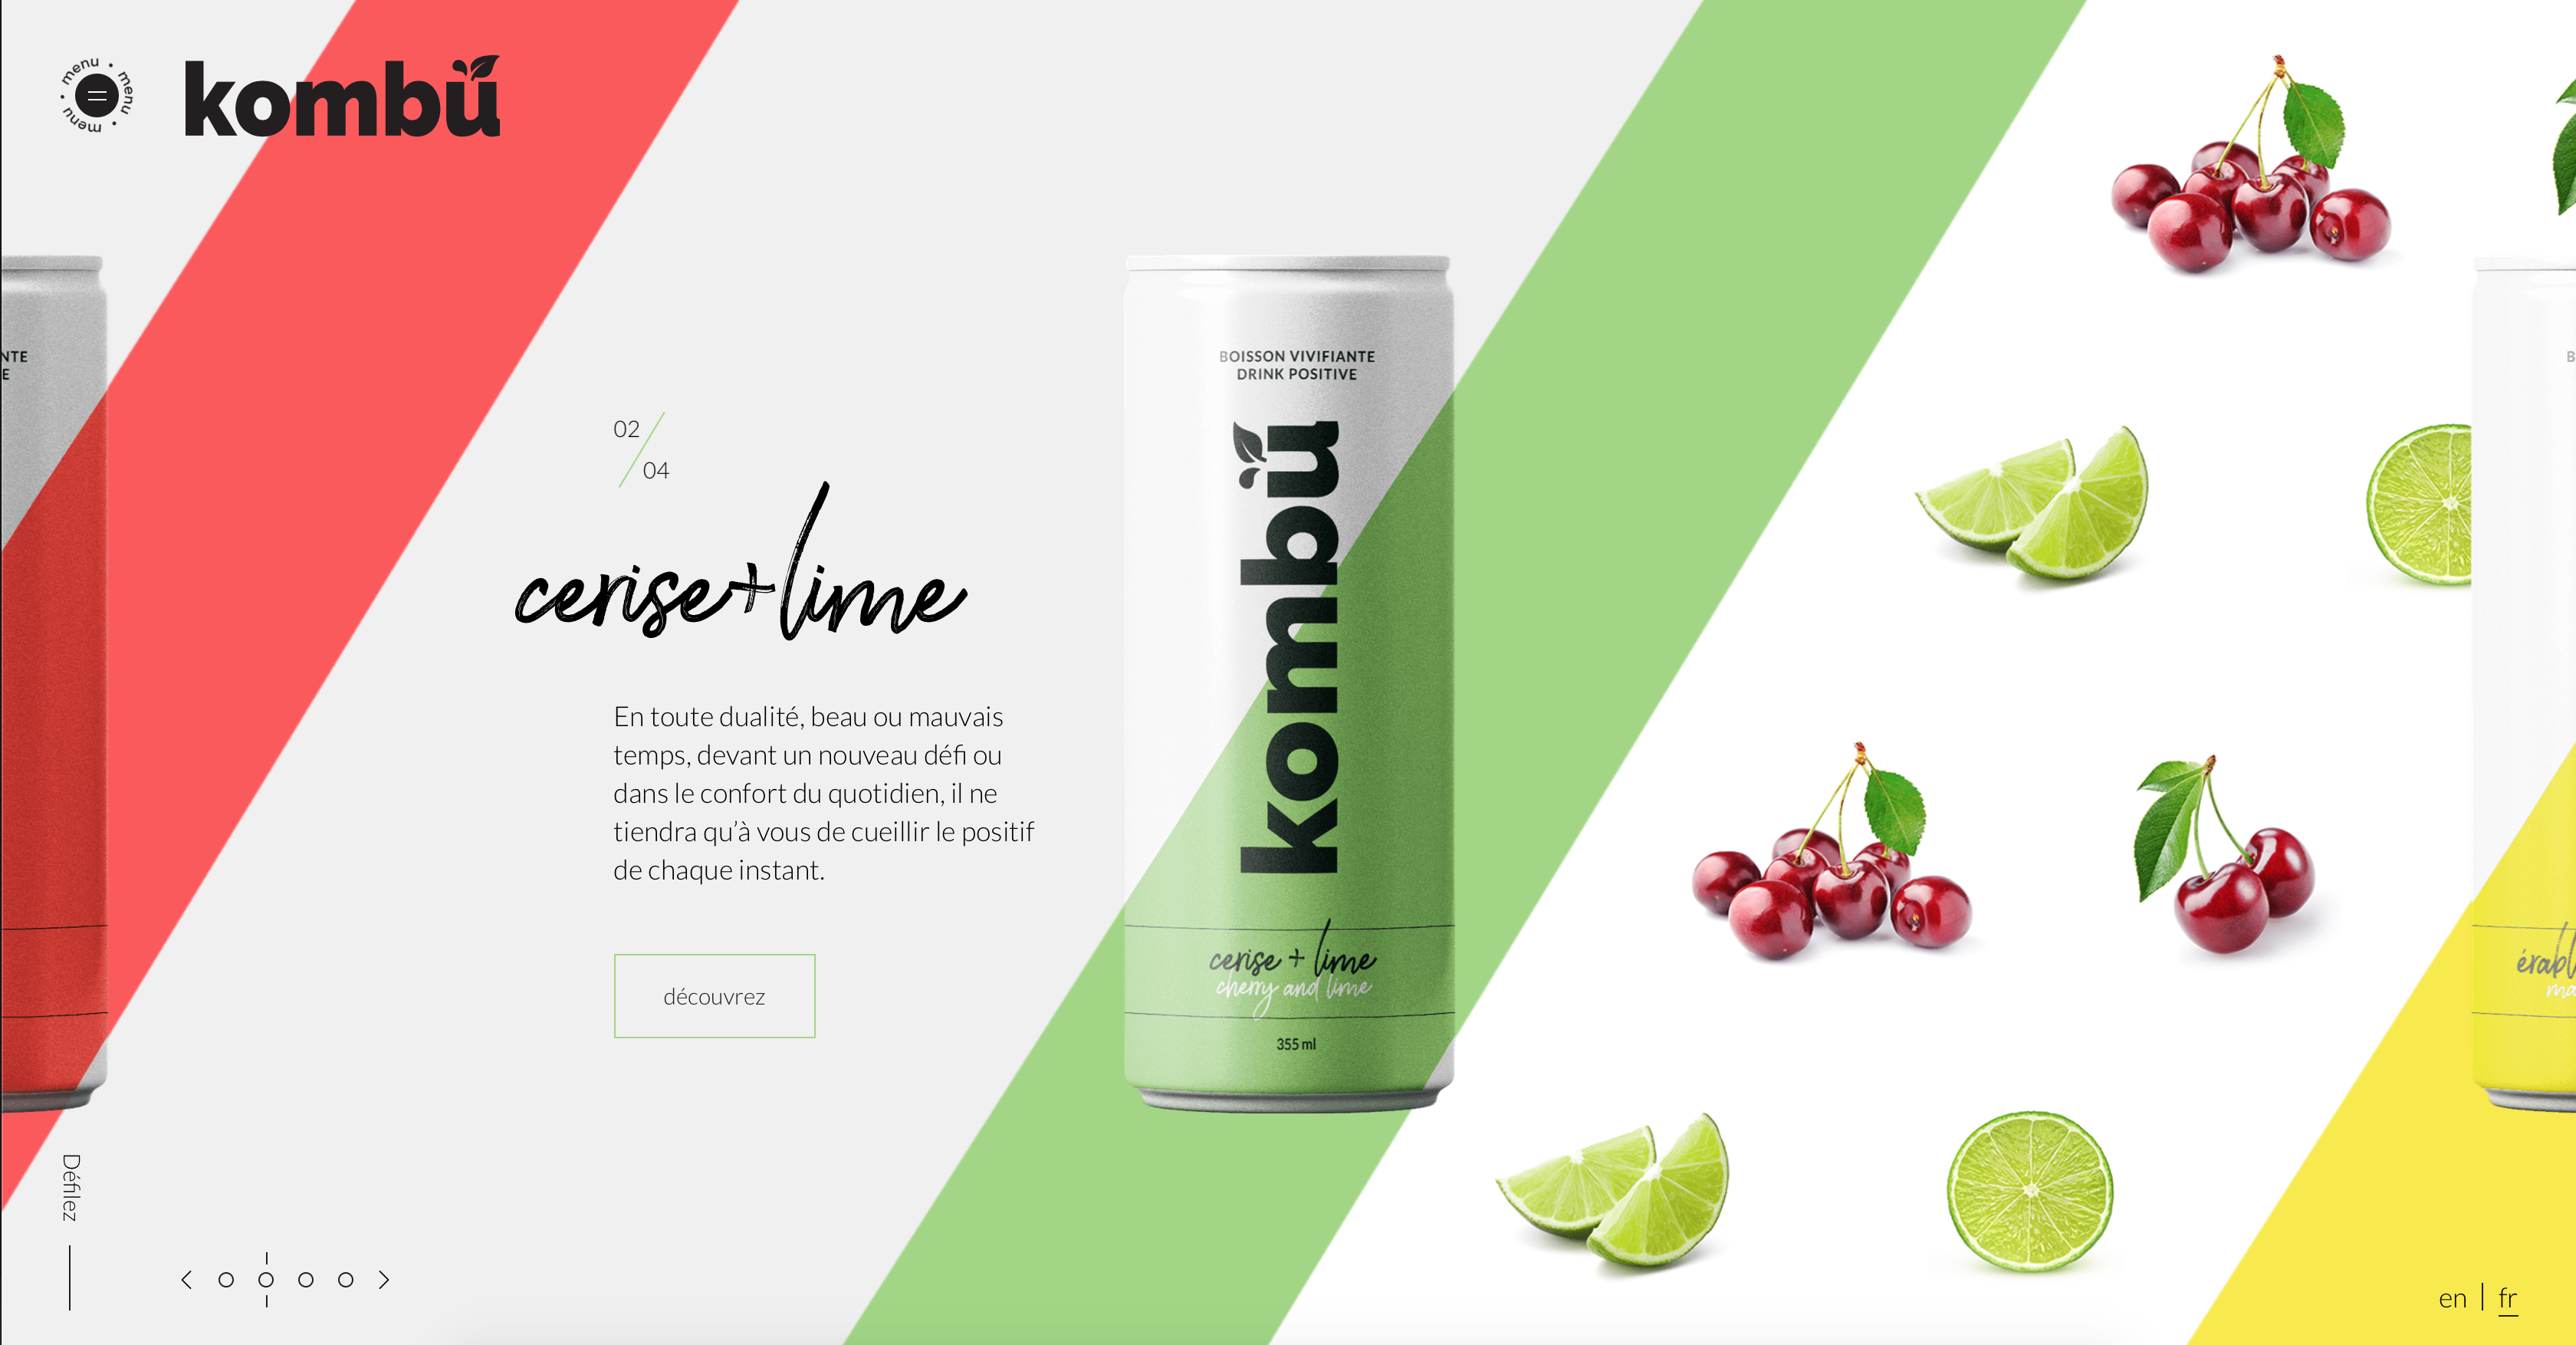 menu • menu • menu •
kombü
NTE
E
02
04
cerise+lime
En toute dualité, beau ou mauvais
temps, devant un nouveau défi ou
dans le confort du quotidien, il ne
tiendra qu’à vous de cueillir le positif
de chaque instant.
découvrez
BOISSON VIVIFIANTE
DRINK POSITIVE
kombü
cerise + lime
cherry and lime
355 ml
B
érabl
ma
Défilez
en | fr